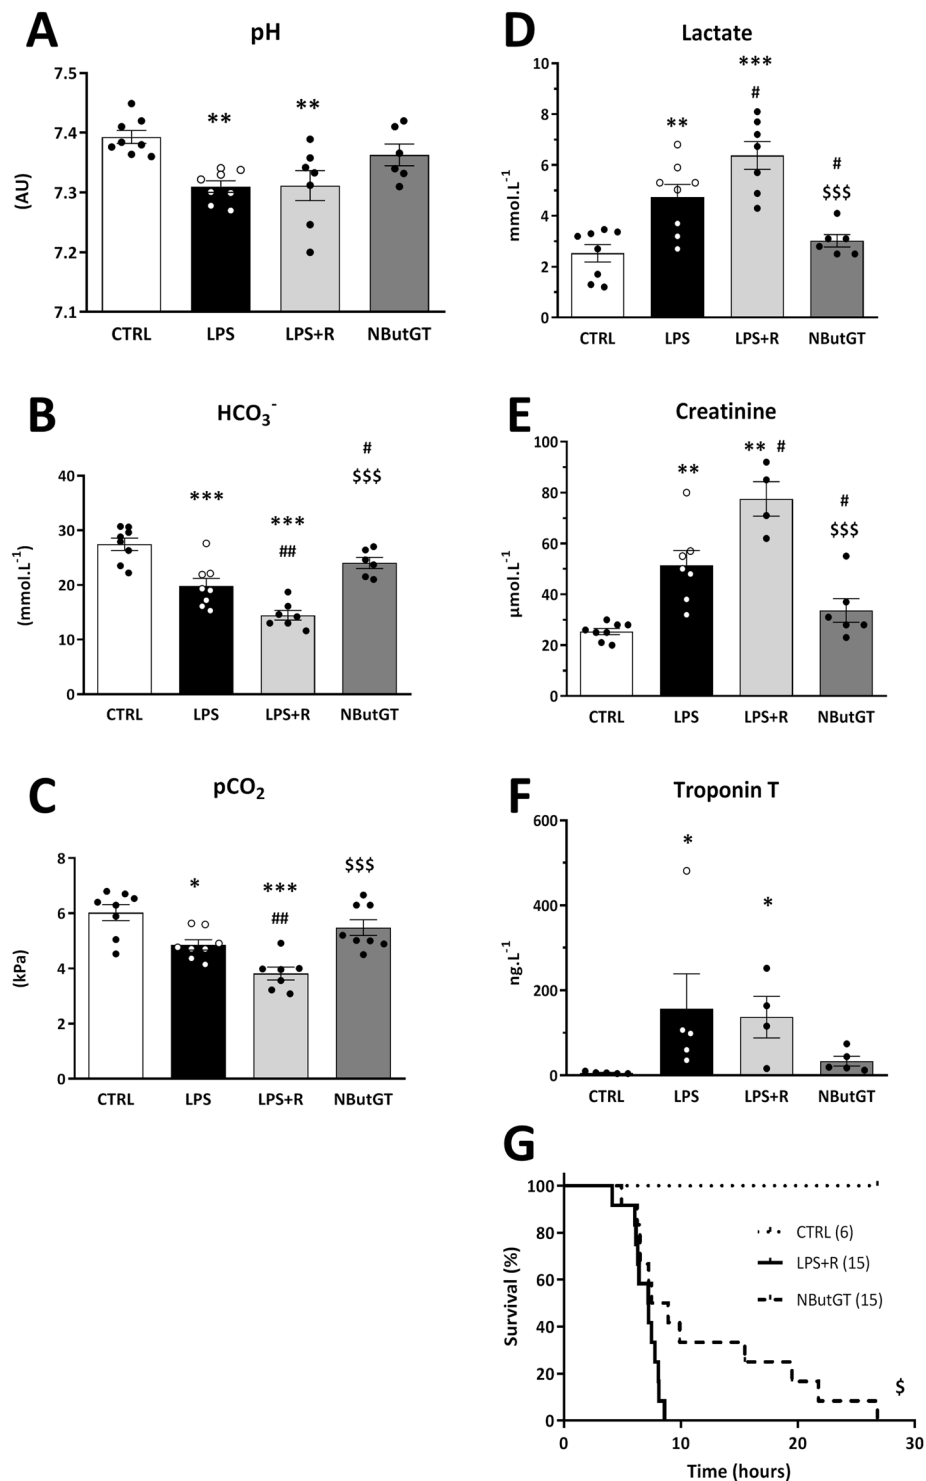 A
pH
7.5
7.4
7.3
7.2
7.1
(AU)
**
**
CTRL LPS LPS+R NButGT
B
HCO3-
40
30
20
10
0
(mmol.L-1)
***
***
##
#
$$$
CTRL LPS LPS+R NButGT
C
pCO2
8
6
4
2
0
(kPa)
*
***
##
$$$
CTRL LPS LPS+R NButGT
D
Lactate
10
8
6
4
2
0
mmol.L-1
**
***
#
#
$$$
CTRL LPS LPS+R NButGT
E
Creatinine
100
80
60
40
20
0
µmol.L-1
**
** #
#
$$$
CTRL LPS LPS+R NButGT
F
Troponin T
600
400
200
0
ng.L-1
*
*
CTRL LPS LPS+R NButGT
G
100
80
60
40
20
0
Survival (%)
CTRL (6)
LPS+R (15)
NButGT (15)
$
0 10 20 30
Time (hours)